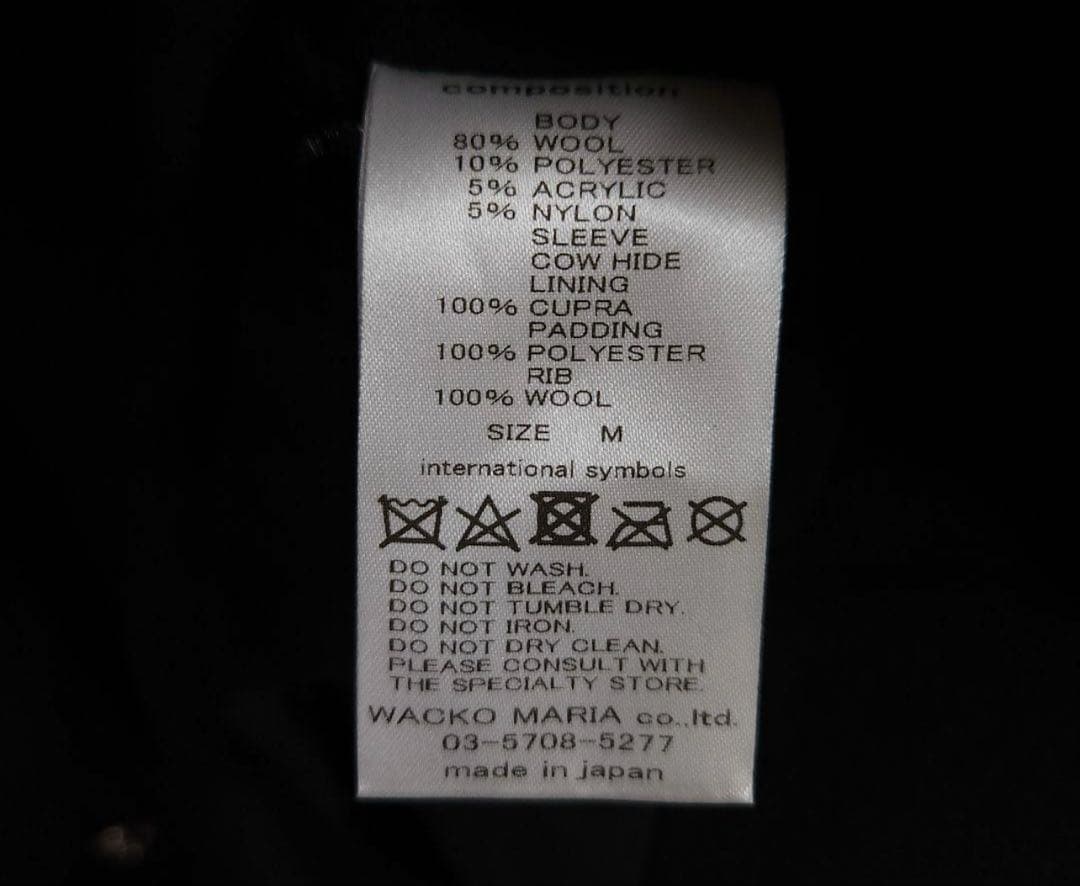 composition
BODY
80% WOOL
10% POLYESTER
5% ACRYLIC
5% NYLON
SLEEVE
COW HIDE
LINING
100% CUPRA
PADDING
100% POLYESTER
RIB
100% WOOL
SIZE M
international symbols
DO NOT WASH.
DO NOT BLEACH.
DO NOT TUMBLE DRY.
DO NOT IRON.
DO NOT DRY CLEAN.
PLEASE CONSULT WITH
THE SPECIALTY STORE.
WACKO MARIA co.,ltd.
03-5708-5277
made in japan